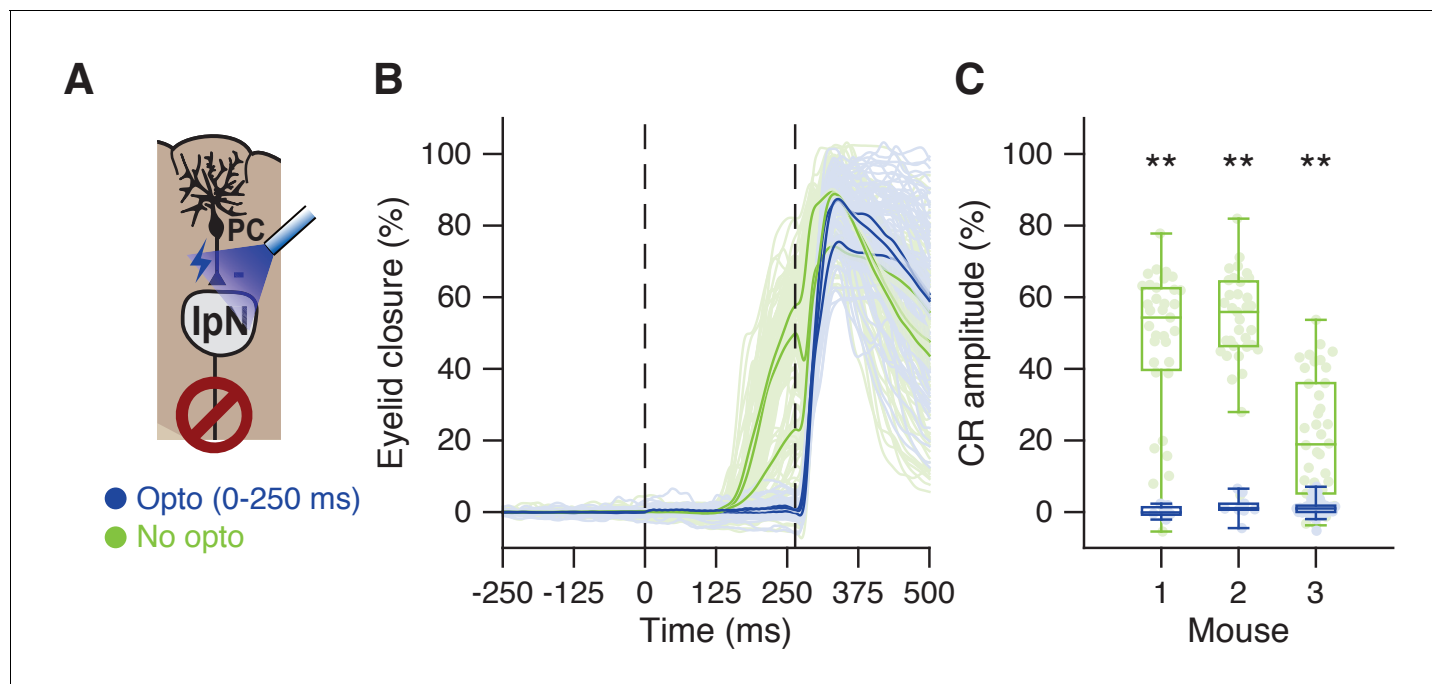 A
PC
-
IpN
Opto (0-250 ms)
No opto
B
Eyelid closure (%)
100
80
60
40
20
0
-250 -125 0 125 250 375 500
Time (ms)
C
CR amplitude (%)
100
80
60
40
20
0
** ** **
1 2 3
Mouse